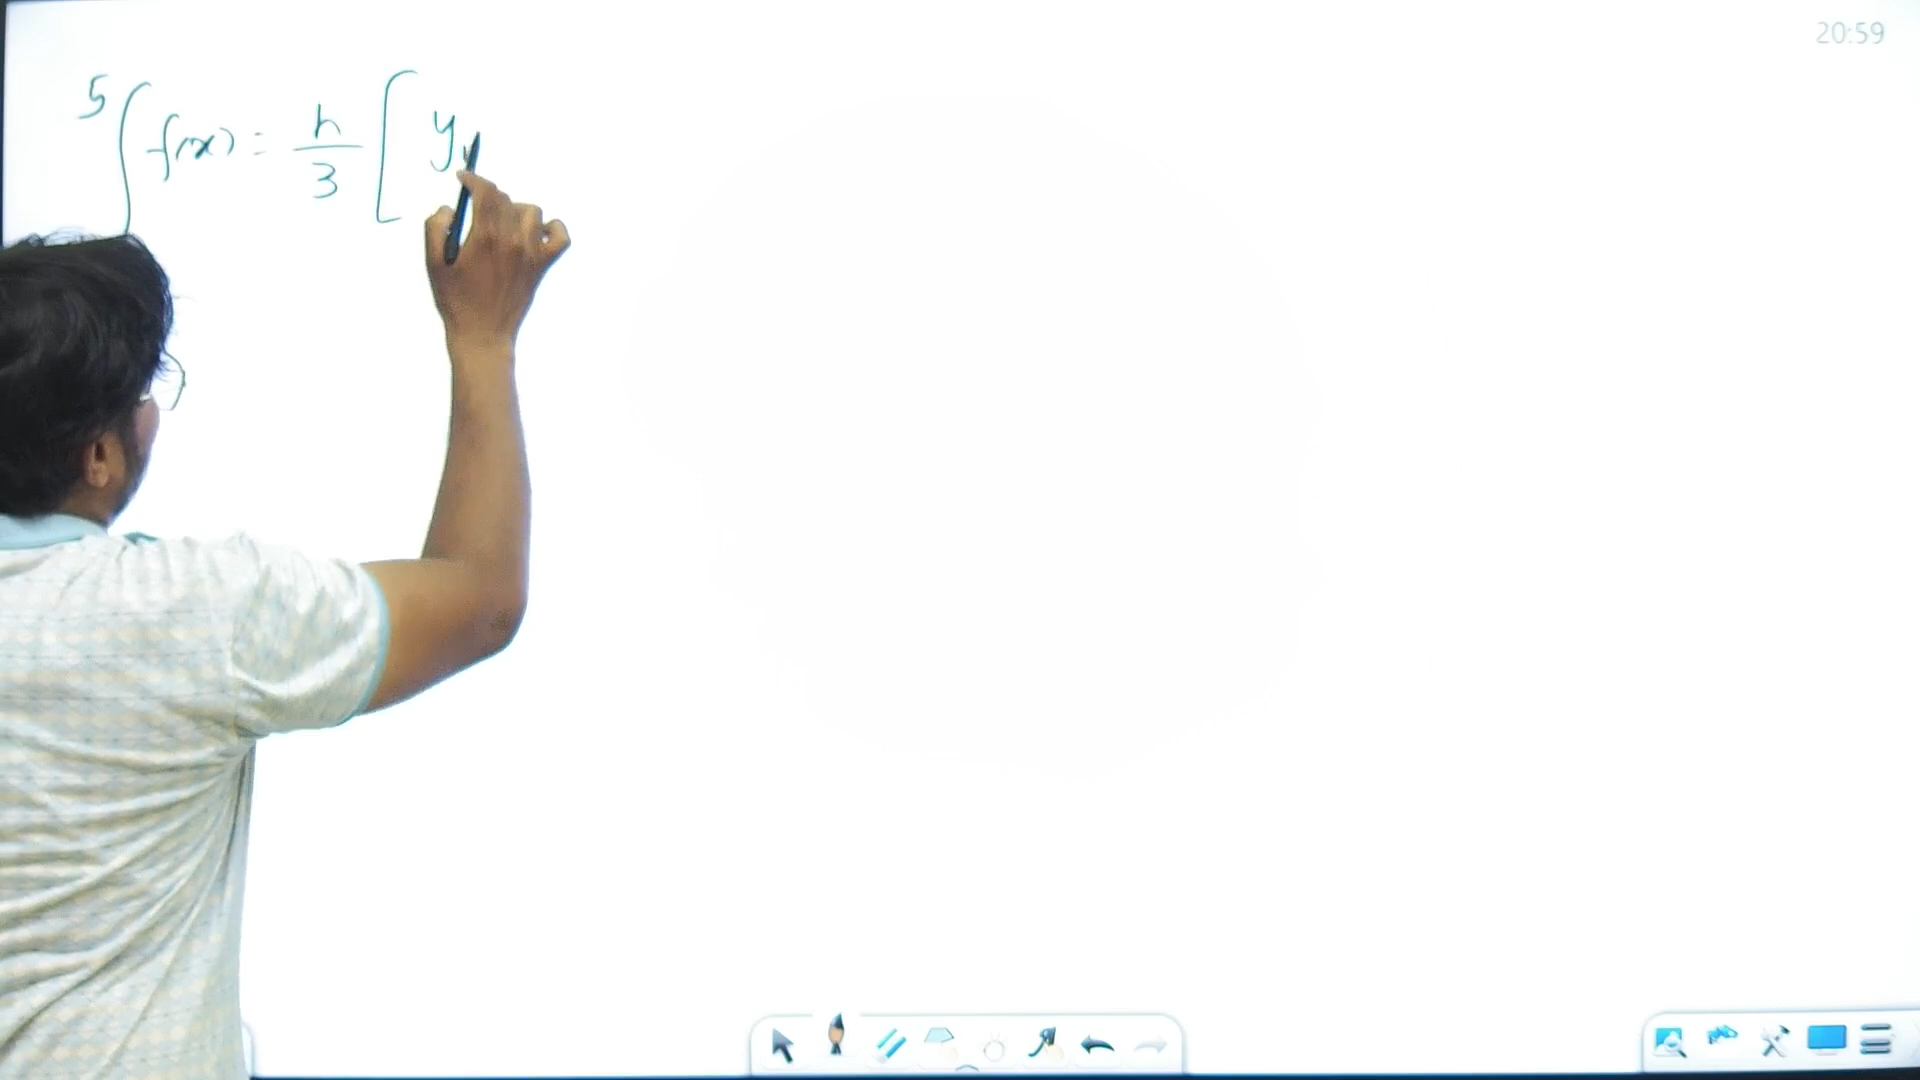 20:59
5 ∫ f(x) = h/3 [ y